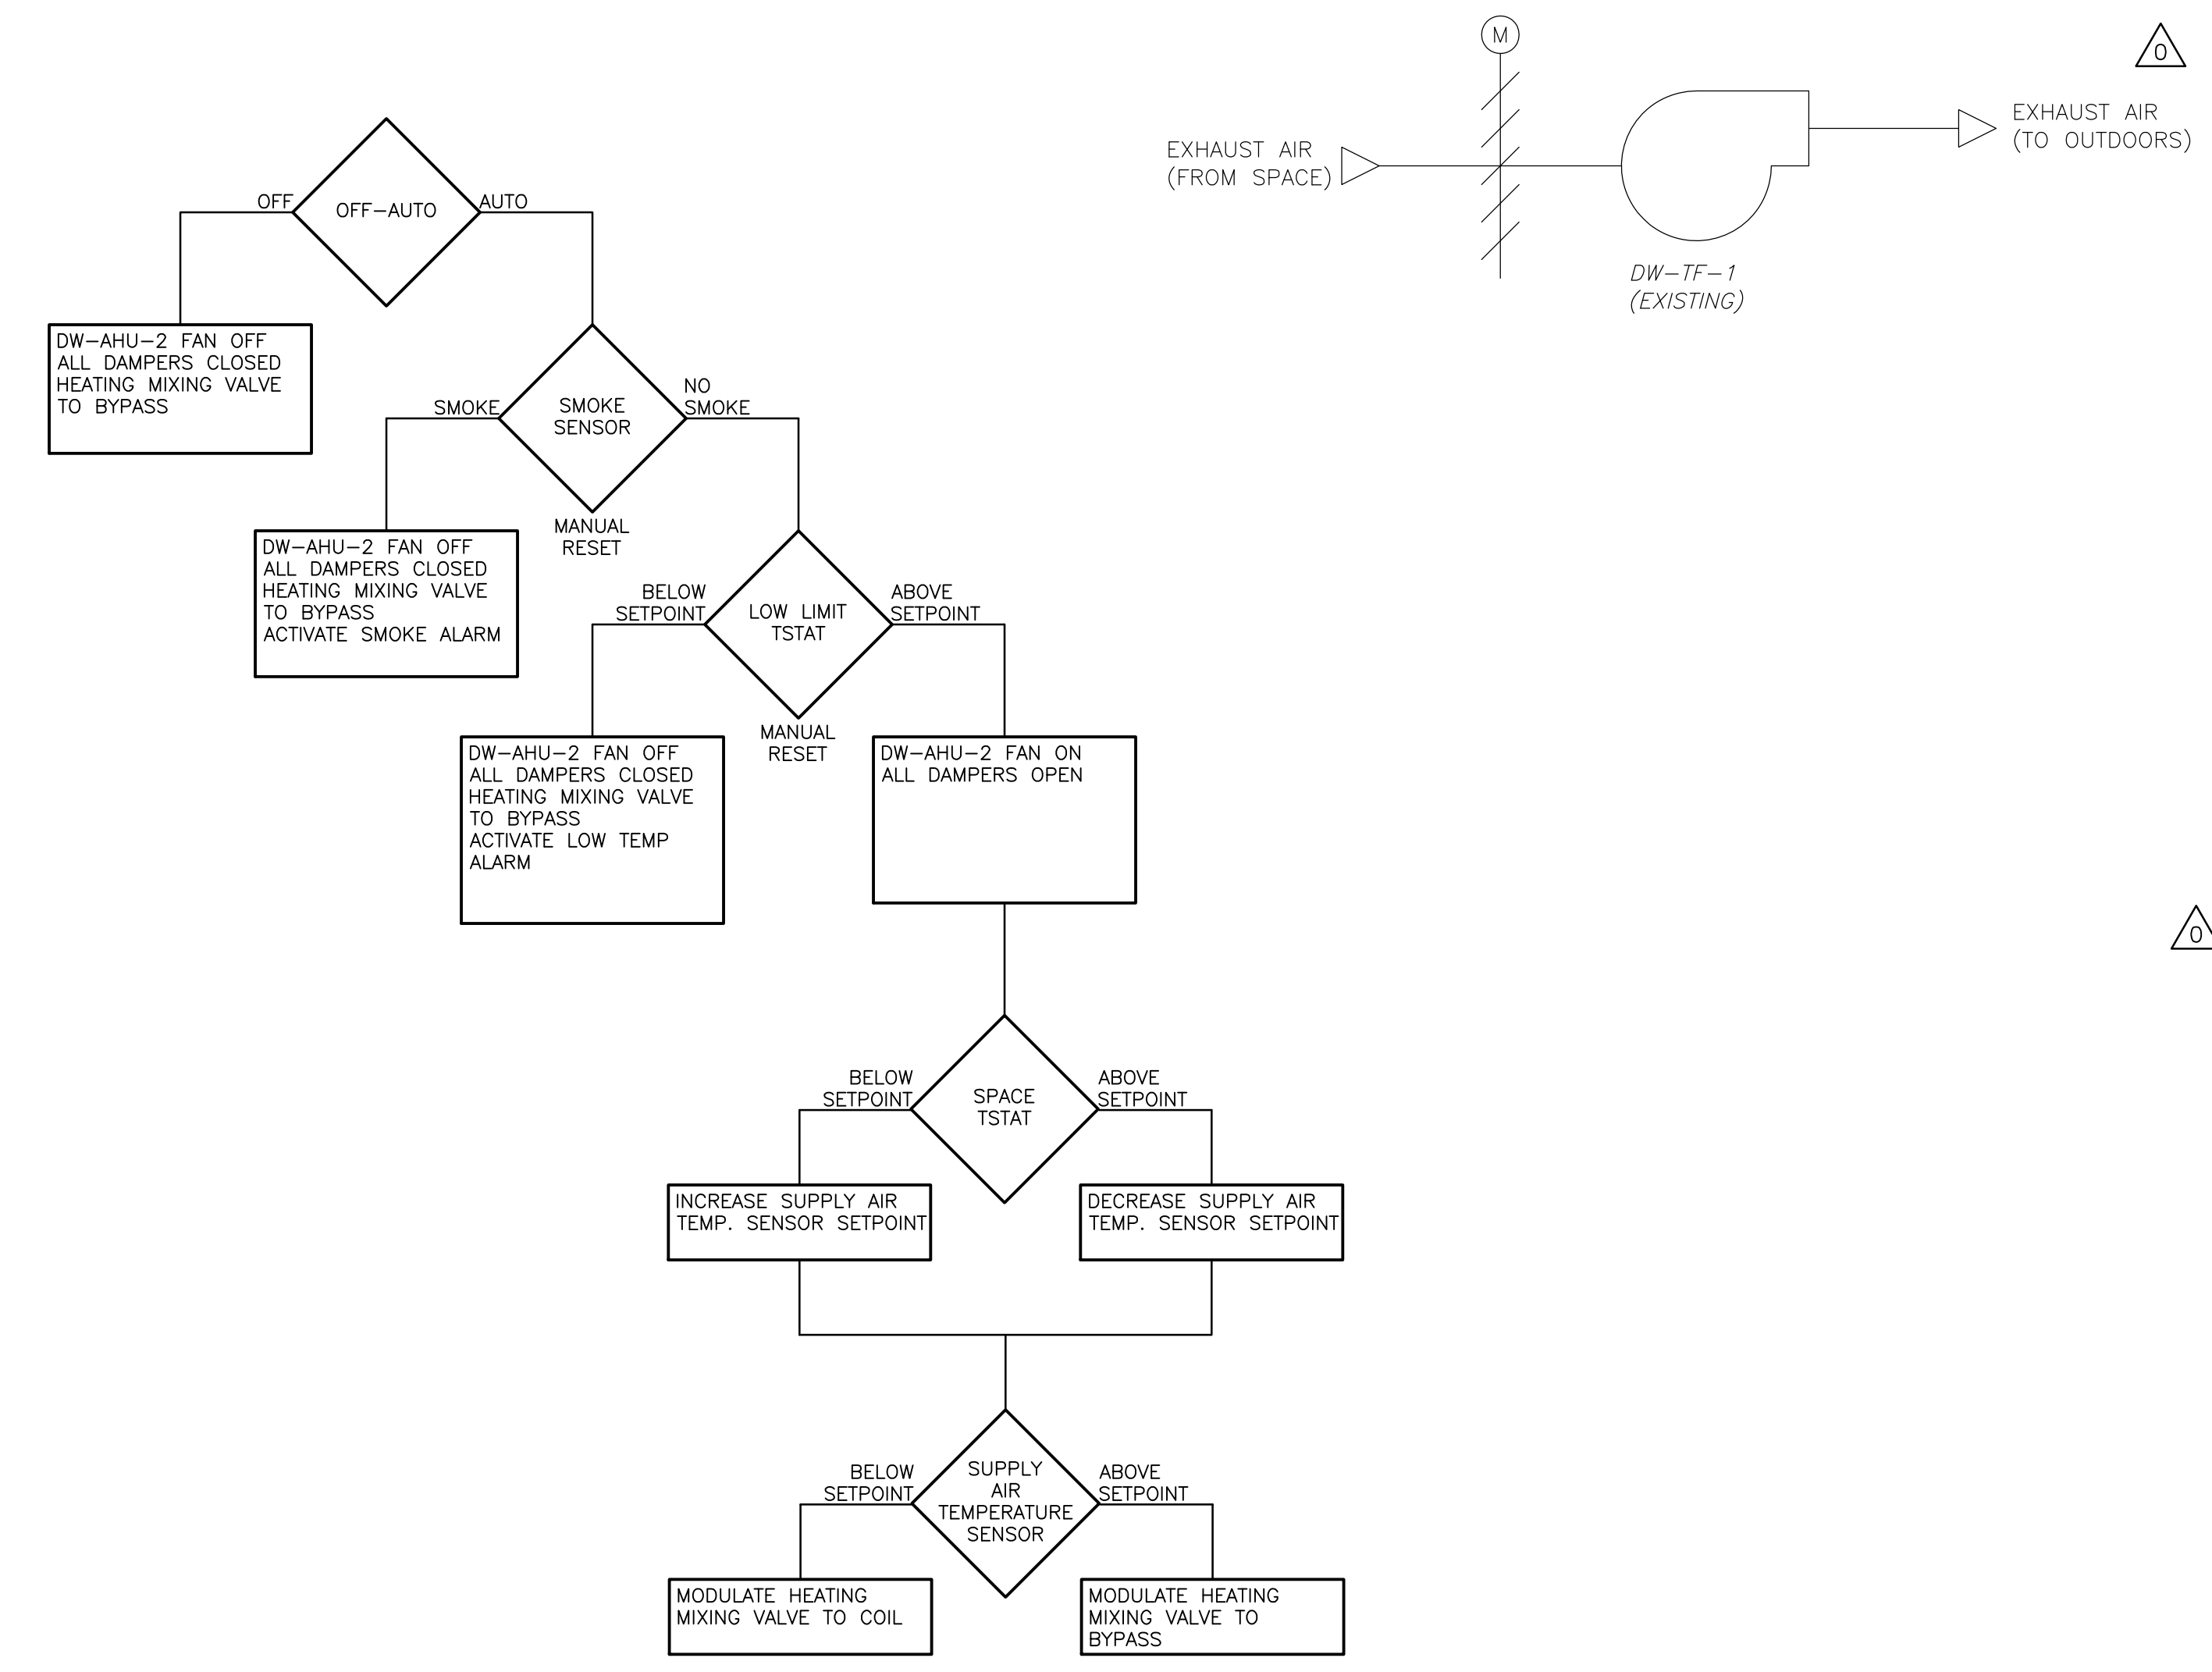 M
0
EXHAUST AIR
(FROM SPACE)
EXHAUST AIR
(TO OUTDOORS)
DW-TF-1
(EXISTING)
OFF
OFF-AUTO
AUTO
DW-AHU-2 FAN OFF
ALL DAMPERS CLOSED
HEATING MIXING VALVE
TO BYPASS
SMOKE
SMOKE
SENSOR
NO
SMOKE
MANUAL
RESET
DW-AHU-2 FAN OFF
ALL DAMPERS CLOSED
HEATING MIXING VALVE
TO BYPASS
ACTIVATE SMOKE ALARM
BELOW
SETPOINT
LOW LIMIT
TSTAT
ABOVE
SETPOINT
MANUAL
RESET
DW-AHU-2 FAN OFF
ALL DAMPERS CLOSED
HEATING MIXING VALVE
TO BYPASS
ACTIVATE LOW TEMP
ALARM
DW-AHU-2 FAN ON
ALL DAMPERS OPEN
0
BELOW
SETPOINT
SPACE
TSTAT
ABOVE
SETPOINT
INCREASE SUPPLY AIR
TEMP. SENSOR SETPOINT
DECREASE SUPPLY AIR
TEMP. SENSOR SETPOINT
BELOW
SETPOINT
SUPPLY
AIR
TEMPERATURE
SENSOR
ABOVE
SETPOINT
MODULATE HEATING
MIXING VALVE TO COIL
MODULATE HEATING
MIXING VALVE TO
BYPASS